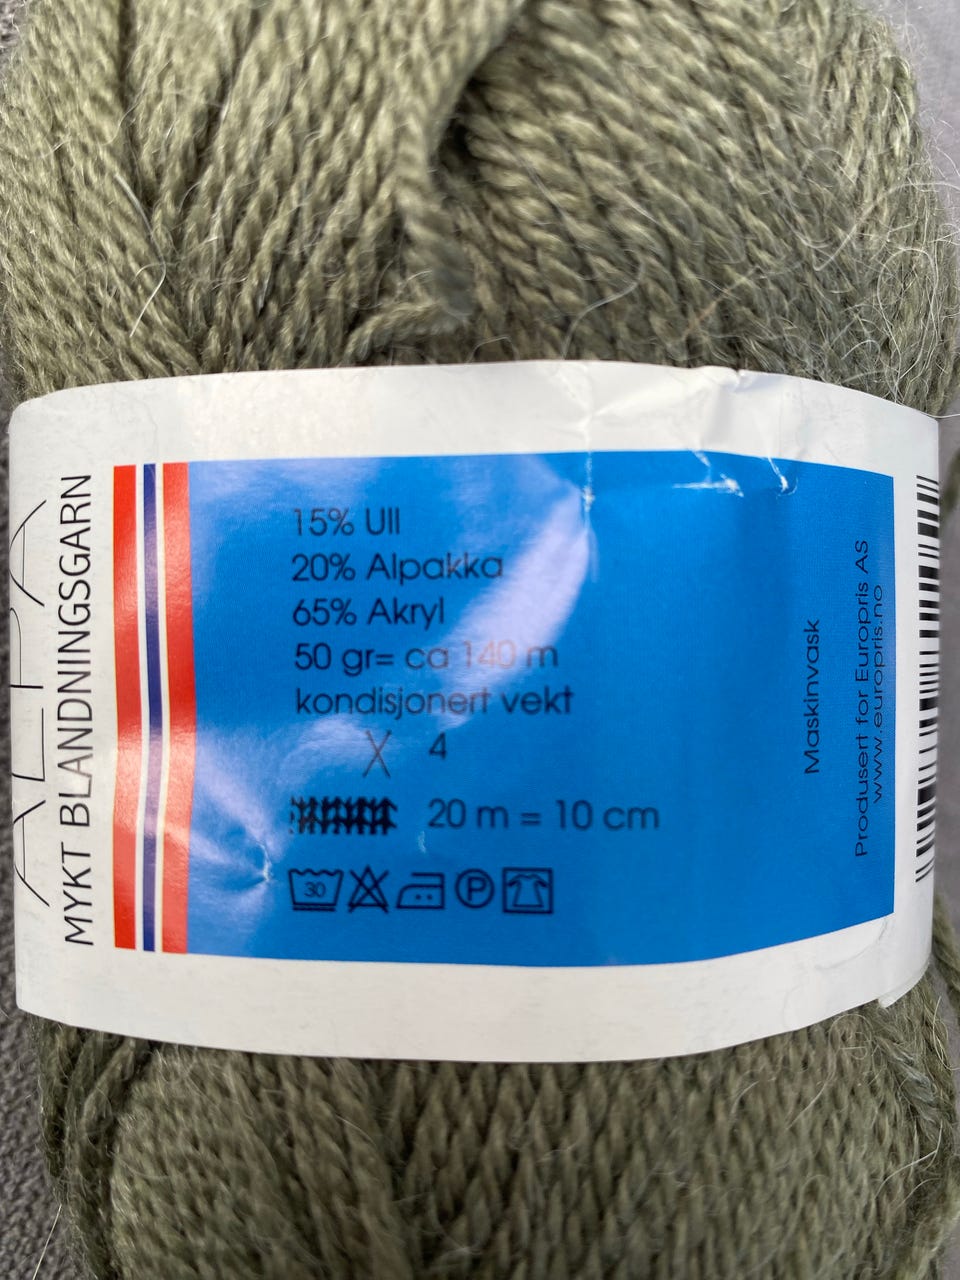 ALPA
MYKT BLANDNINGSGARN
15% Ull
20% Alpakka
65% Akryl
50 gr= ca 140 m
kondisjonert vekt
4
20 m = 10 cm
30
P
Maskinvask
Produsert for Europris AS
www.europris.no